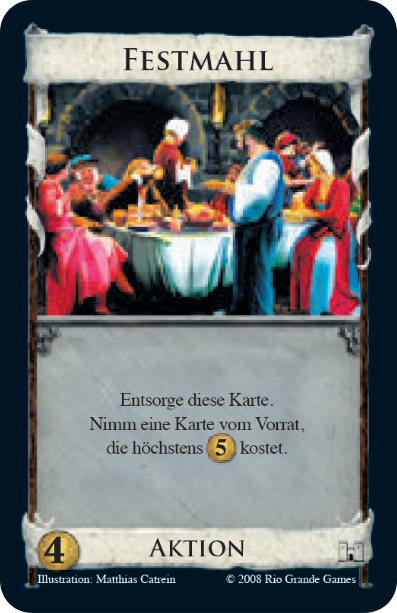 FESTMAHL
Entsorge diese Karte.
Nimm eine Karte vom Vorrat,
die höchstens 5 kostet.
4 AKTION
Illustration: Matthias Catrein © 2008 Rio Grande Games